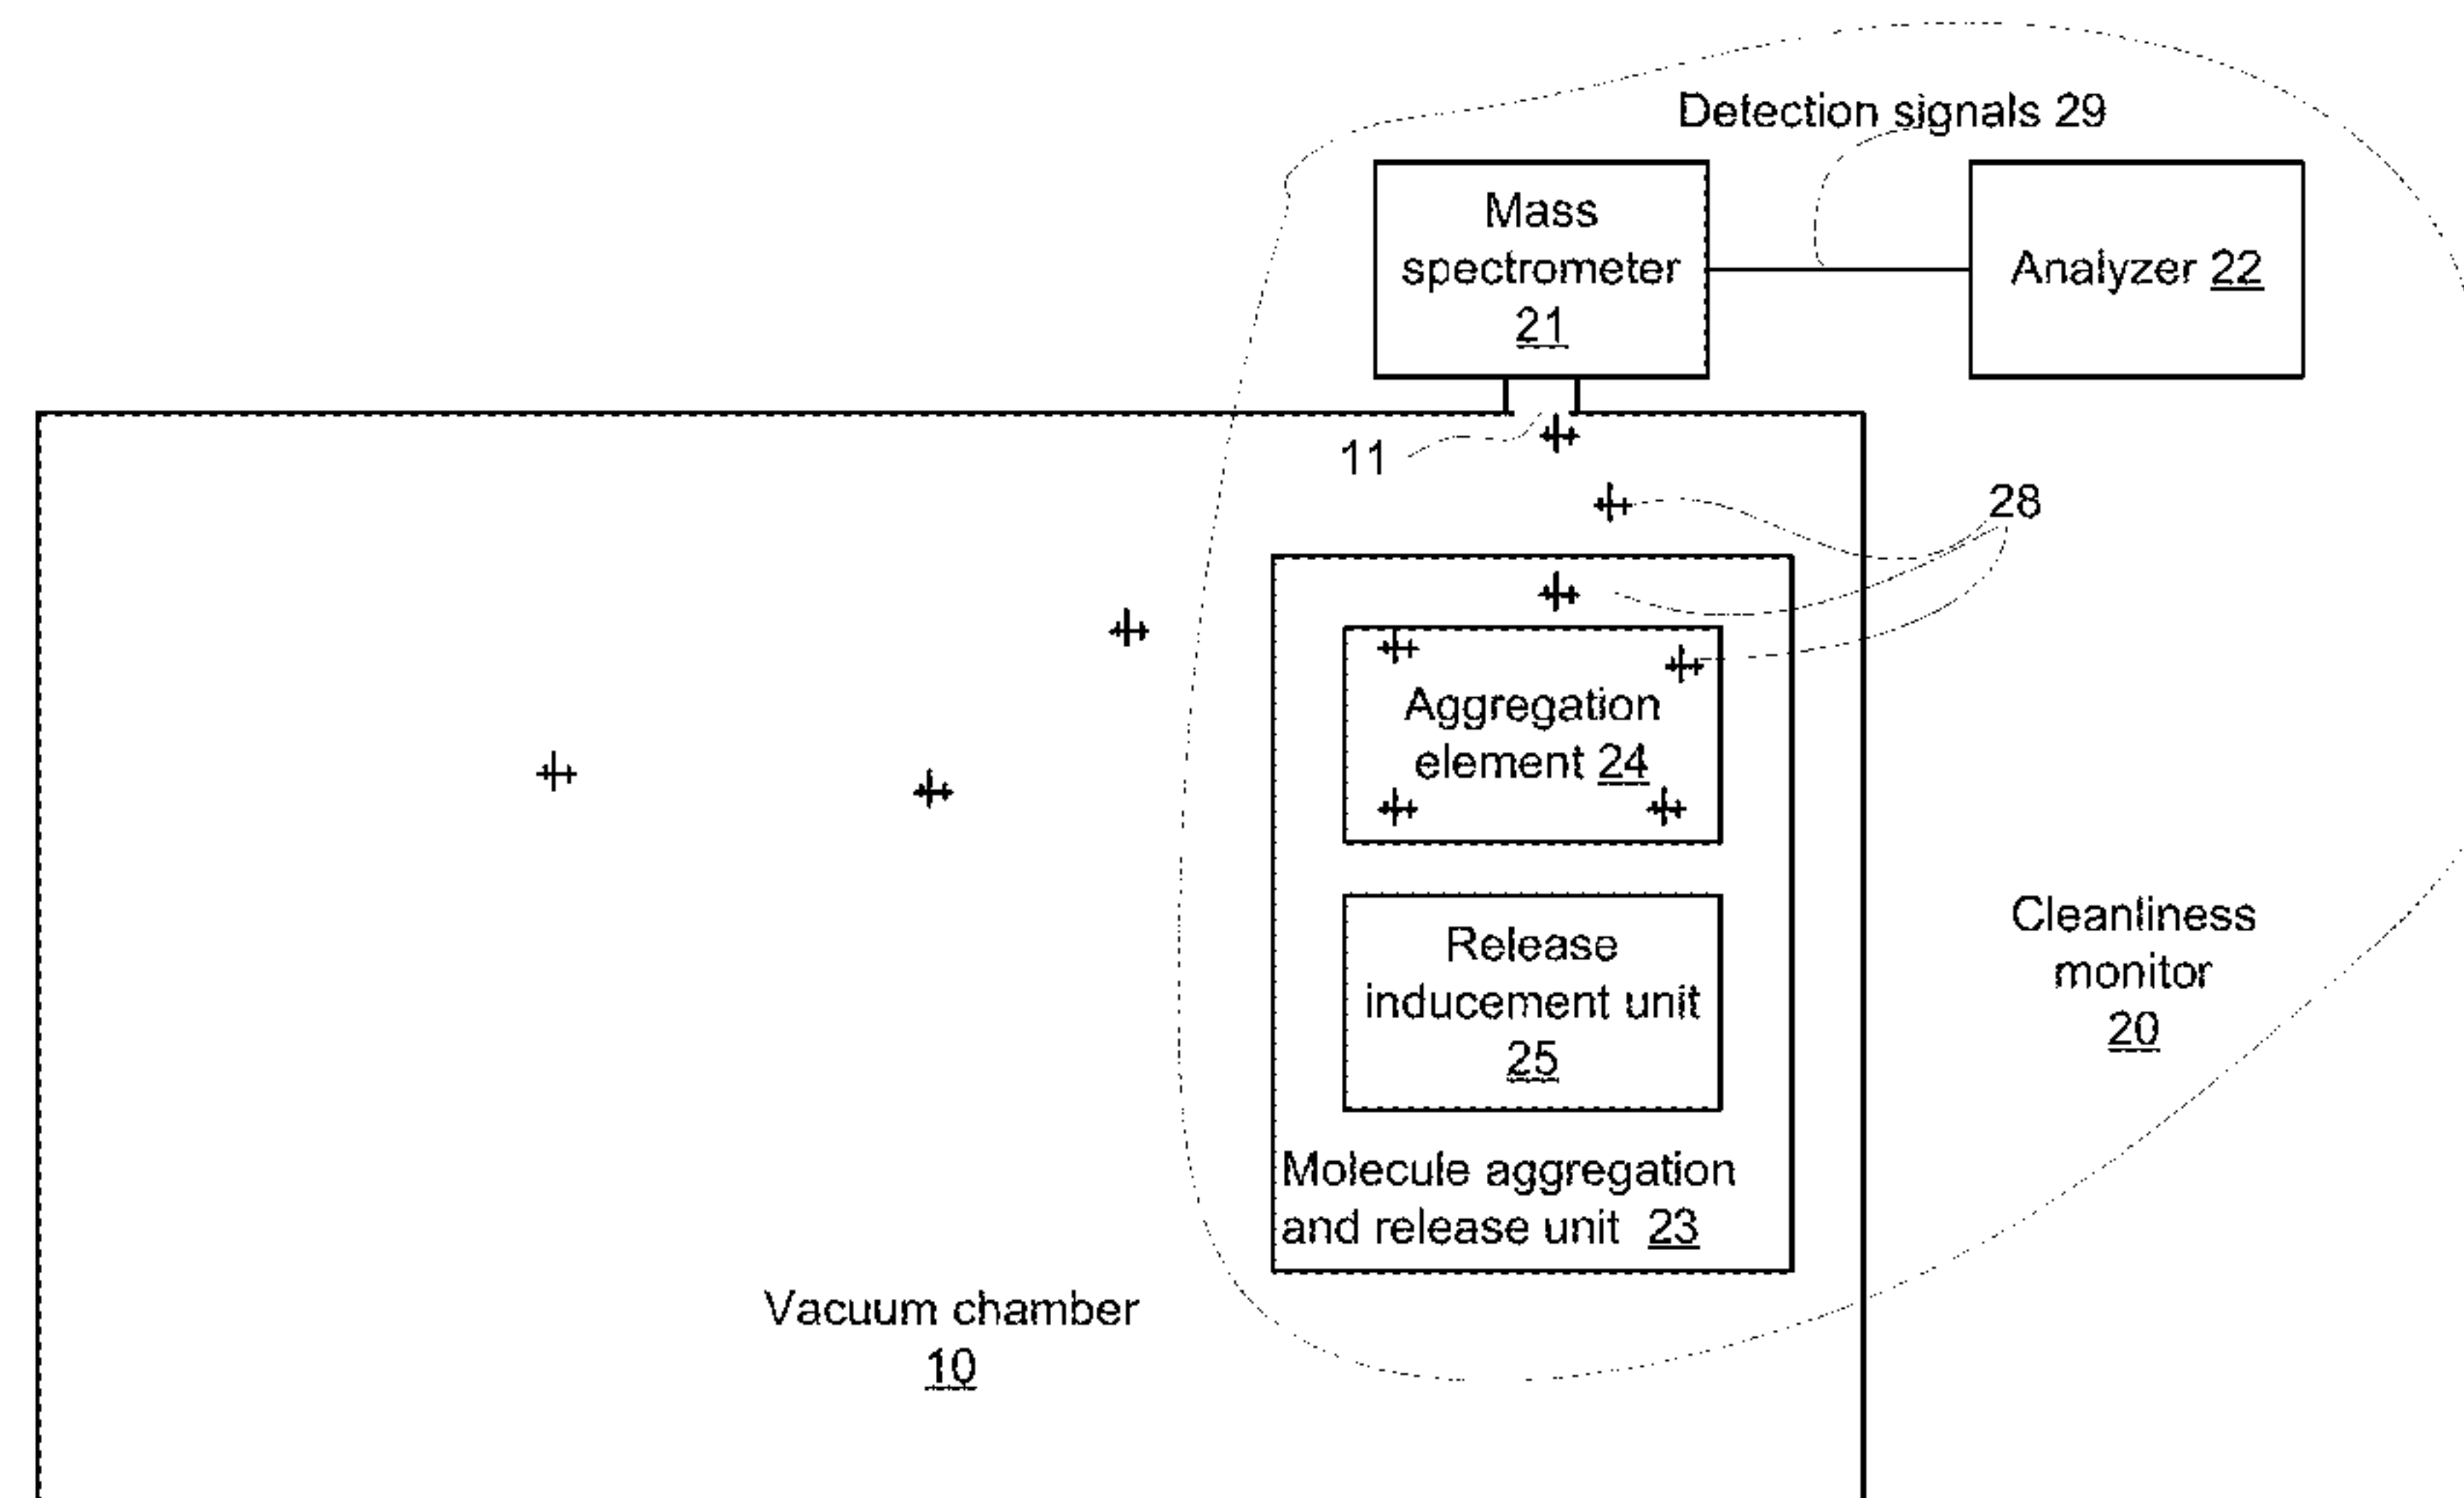 Detection signals 29
Mass
spectrometer
21
Analyzer 22
11
28
Aggregation
element 24
Cleanliness
monitor
20
Release
inducement unit
25
Molecule aggregation
and release unit 23
Vacuum chamber
10